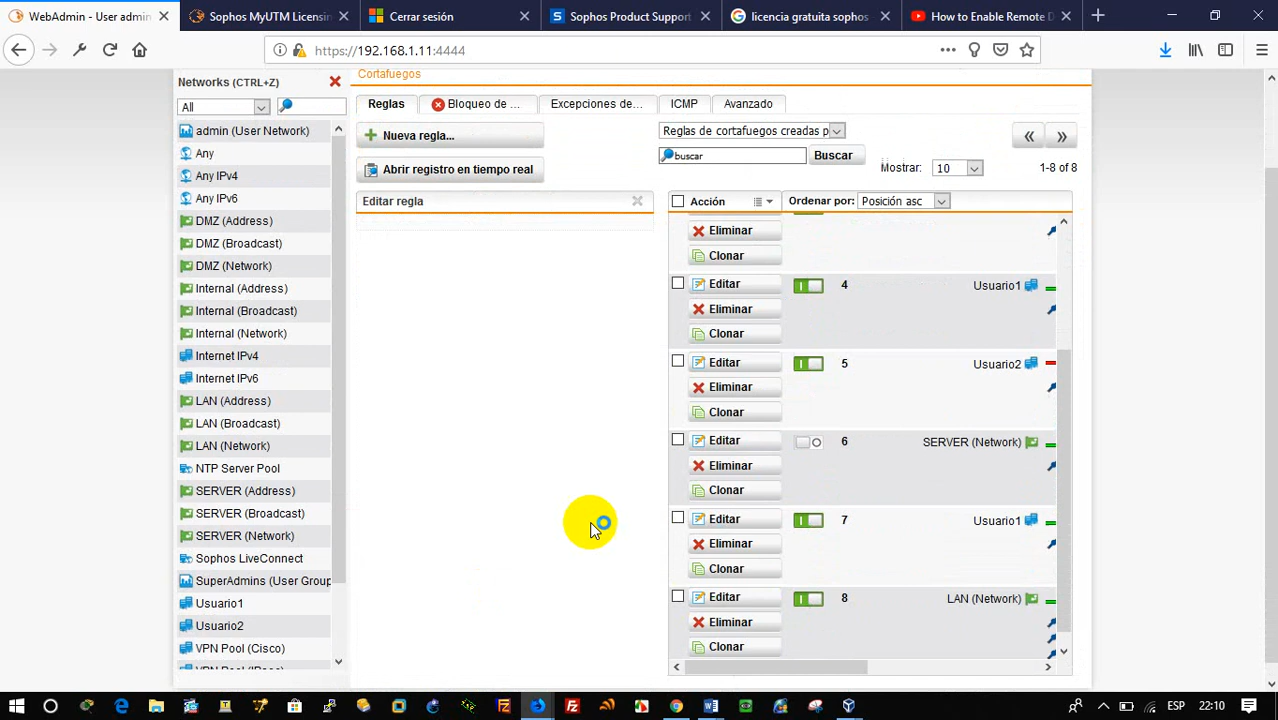 WebAdmin - User admin
Sophos MyUTM Licensin
Cerrar sesión
Sophos Product Support
licencia gratuita sophos
How to Enable Remote D
https://192.168.1.11:4444
Networks (CTRL+Z)
All
admin (User Network)
Any
Any IPv4
Any IPv6
DMZ (Address)
DMZ (Broadcast)
DMZ (Network)
Internal (Address)
Internal (Broadcast)
Internal (Network)
Internet IPv4
Internet IPv6
LAN (Address)
LAN (Broadcast)
LAN (Network)
NTP Server Pool
SERVER (Address)
SERVER (Broadcast)
SERVER (Network)
Sophos LiveConnect
SuperAdmins (User Group
Usuario1
Usuario2
VPN Pool (Cisco)
Cortafuegos
Reglas
Bloqueo de ...
Excepciones de...
ICMP
Avanzado
Nueva regla...
Abrir registro en tiempo real
Reglas de cortafuegos creadas p
buscar
Buscar
Mostrar: 10
1-8 of 8
Editar regla
Acción
Ordenar por: Posición asc
Eliminar
Clonar
Editar 4 Usuario1
Eliminar
Clonar
Editar 5 Usuario2
Eliminar
Clonar
Editar 6 SERVER (Network)
Eliminar
Clonar
Editar 7 Usuario1
Eliminar
Clonar
Editar 8 LAN (Network)
Eliminar
Clonar
ESP 22:10